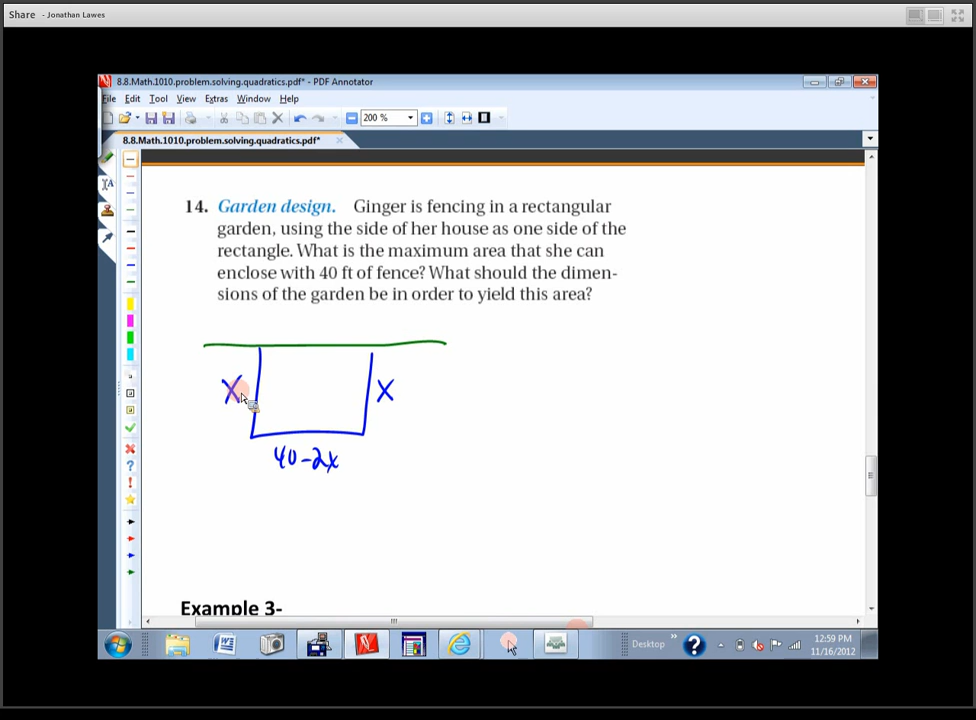 Share - Jonathan Lawes
8.8.Math.1010.problem.solving.quadratics.pdf* - PDF Annotator
File Edit Tool View Extras Window Help
200 %
8.8.Math.1010.problem.solving.quadratics.pdf*
14. Garden design. Ginger is fencing in a rectangular
garden, using the side of her house as one side of the
rectangle. What is the maximum area that she can
enclose with 40 ft of fence? What should the dimen-
sions of the garden be in order to yield this area?
X X
40-2x
Example 3-
Desktop
12:59 PM
11/16/2012